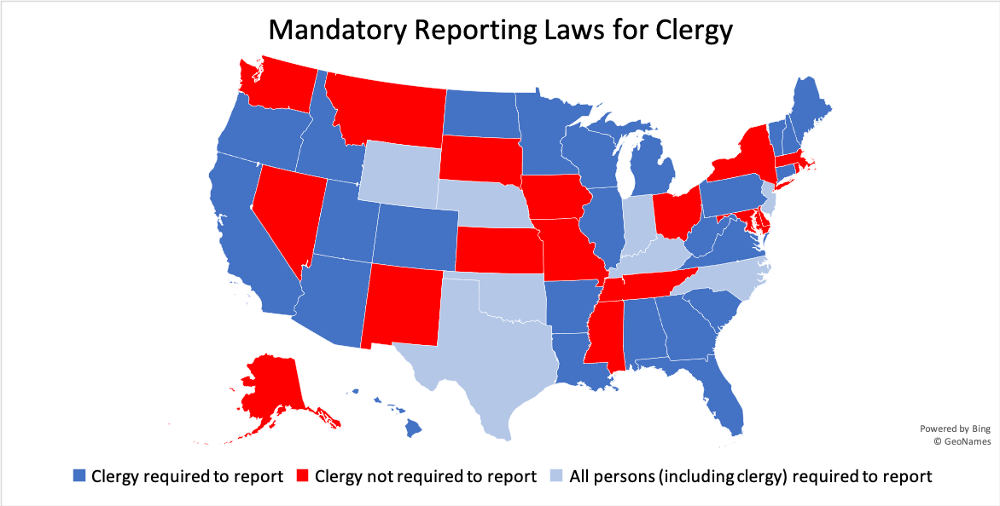 Mandatory Reporting Laws for Clergy
Powered by Bing
© GeoNames
Clergy required to report
Clergy not required to report
All persons (including clergy) required to report